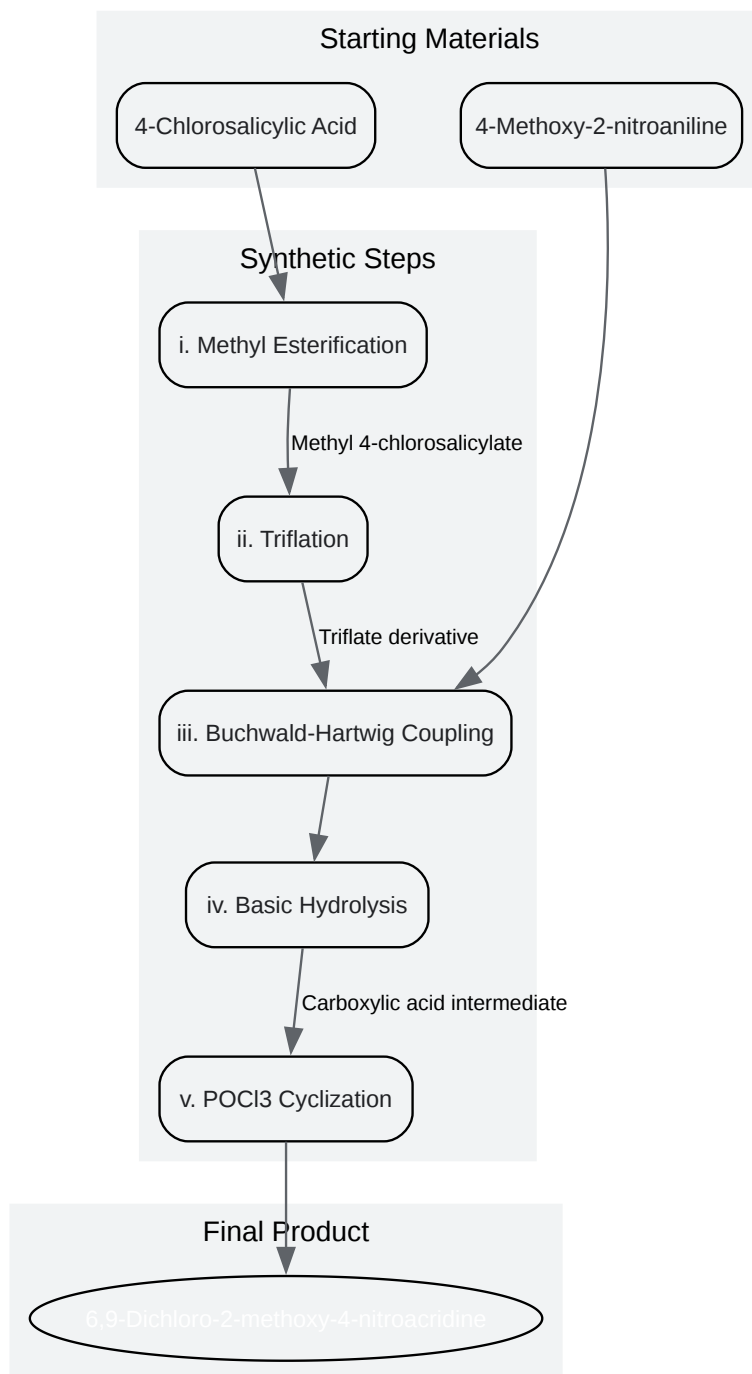 Starting Materials
4-Chlorosalicylic Acid
4-Methoxy-2-nitroaniline
Synthetic Steps
i. Methyl Esterification
Methyl 4-chlorosalicylate
ii. Triflation
Triflate derivative
iii. Buchwald-Hartwig Coupling
iv. Basic Hydrolysis
Carboxylic acid intermediate
v. POCl3 Cyclization
Final Product
6,9-Dichloro-2-methoxy-4-nitroacridine